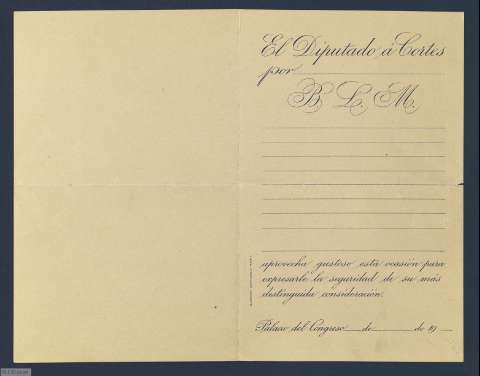 El Diputado á Cortes
por
B. L. M.
aprovecha gustoso esta ocasión para
expresarle la seguridad de su más
distinguida consideración.
Palacio del Congreso de de 19